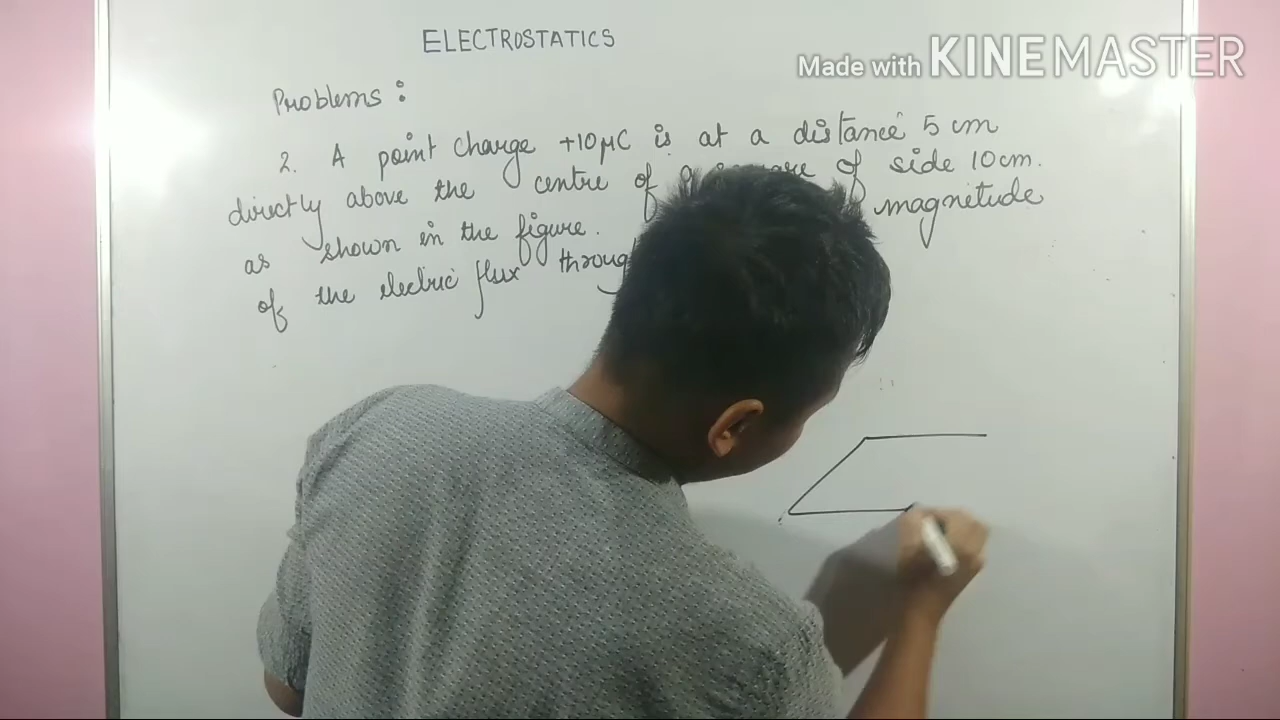 ELECTROSTATICS
Made with KINEMASTER
Problems :
2. A point charge +10μC is at a distance 5 cm
directly above the centre of a of side 10cm.
as shown in the figure. magnitude
of the electric flux